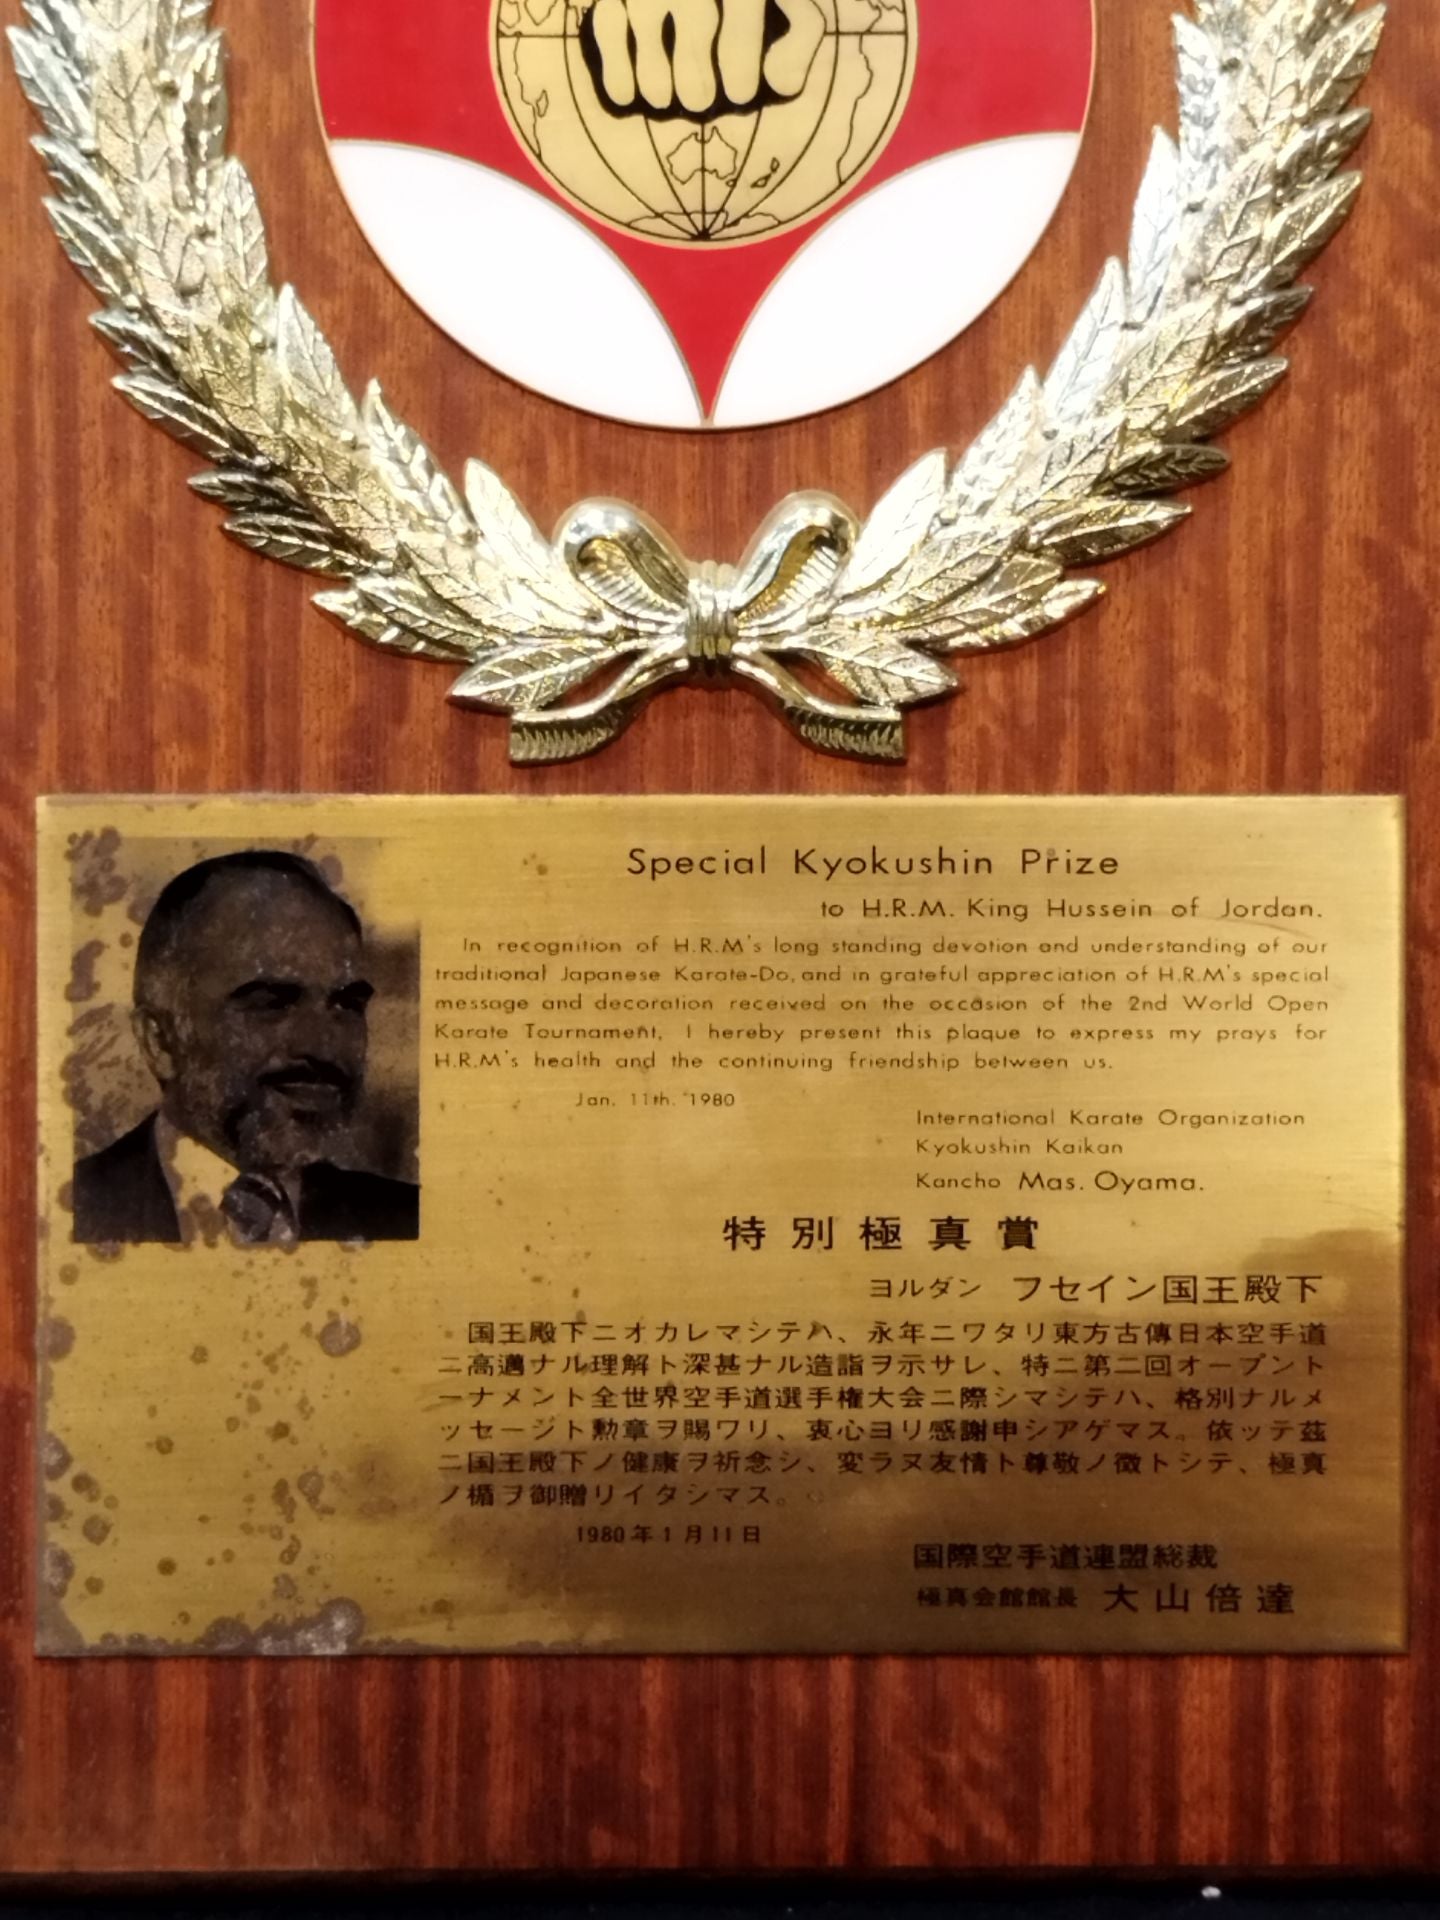 Special Kyokushin Prize
to H.R.M. King Hussein of Jordan.
In recognition of H.R.M's long standing devotion and understanding of our
traditional Japanese Karate-Do, and in grateful appreciation of H.R.M's special
message and decoration received on the occasion of the 2nd World Open
Karate Tournament, I hereby present this plaque to express my prays for
H.R.M's health and the continuing friendship between us.
Jan. 11th. 1980
International Karate Organization
Kyokushin Kaikan
Kancho Mas. Oyama.
特別極真賞
ヨルダン フセイン国王殿下
国王殿下ニオカレマシテハ、永年ニワタリ東方古傳日本空手道
ニ高邁ナル理解ト深甚ナル造詣ヲ示サレ、特ニ第二回オープント
ーナメント全世界空手道選手権大会ニ際シマシテハ、格別ナルメ
ッセージト勲章ヲ賜ワリ、衷心ヨリ感謝申シアゲマス。依ッテ茲
ニ国王殿下ノ健康ヲ祈念シ、変ラヌ友情ト尊敬ノ徴トシテ、極真
ノ楯ヲ御贈リイタシマス。
1980年1月11日
国際空手道連盟総裁
極真会館館長 大山倍達